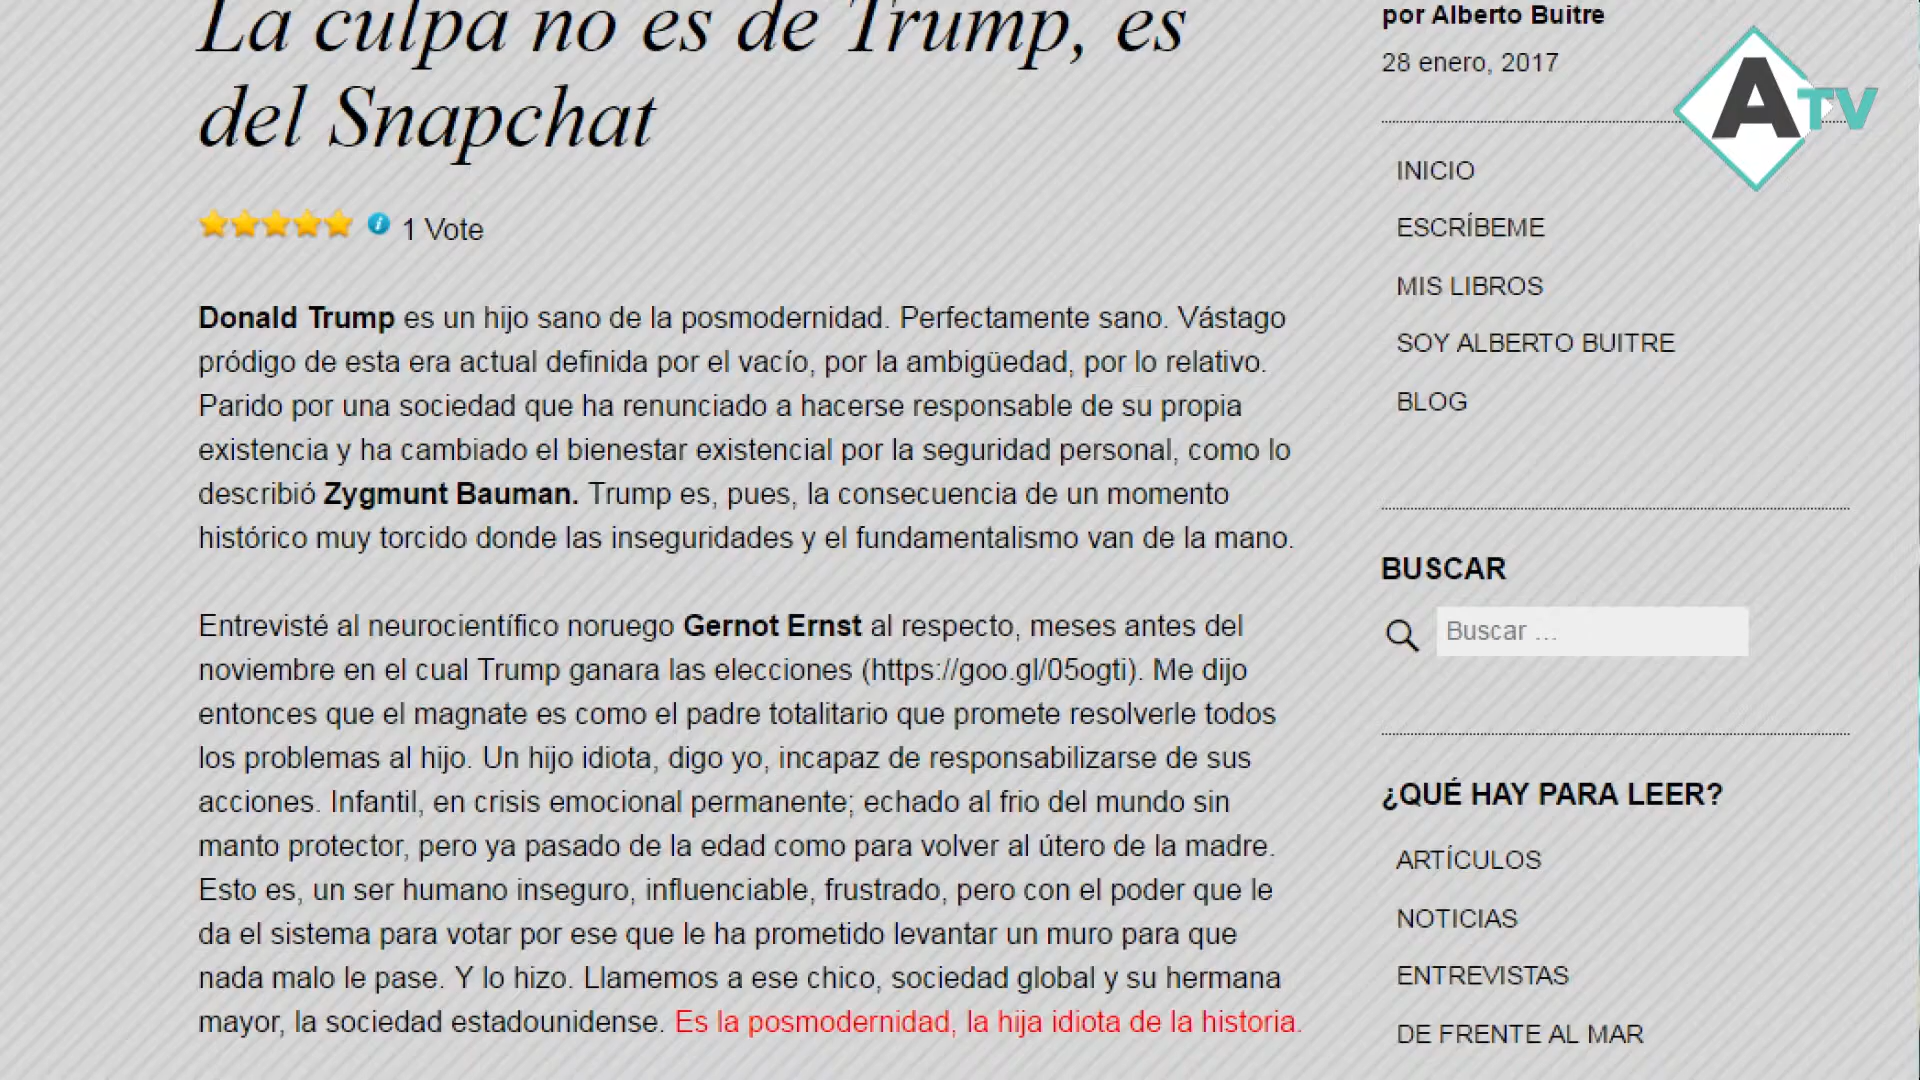 La culpa no es de Trump, es
del Snapchat
1 Vote
Donald Trump es un hijo sano de la posmodernidad. Perfectamente sano. Vástago
pródigo de esta era actual definida por el vacío, por la ambigüedad, por lo relativo.
Parido por una sociedad que ha renunciado a hacerse responsable de su propia
existencia y ha cambiado el bienestar existencial por la seguridad personal, como lo
describió Zygmunt Bauman. Trump es, pues, la consecuencia de un momento
histórico muy torcido donde las inseguridades y el fundamentalismo van de la mano.
Entrevisté al neurocientífico noruego Gernot Ernst al respecto, meses antes del
noviembre en el cual Trump ganara las elecciones (https://goo.gl/05ogti). Me dijo
entonces que el magnate es como el padre totalitario que promete resolverle todos
los problemas al hijo. Un hijo idiota, digo yo, incapaz de responsabilizarse de sus
acciones. Infantil, en crisis emocional permanente; echado al frio del mundo sin
manto protector, pero ya pasado de la edad como para volver al útero de la madre.
Esto es, un ser humano inseguro, influenciable, frustrado, pero con el poder que le
da el sistema para votar por ese que le ha prometido levantar un muro para que
nada malo le pase. Y lo hizo. Llamemos a ese chico, sociedad global y su hermana
mayor, la sociedad estadounidense. Es la posmodernidad, la hija idiota de la historia.
por Alberto Buitre
28 enero, 2017
ATV
INICIO
ESCRÍBEME
MIS LIBROS
SOY ALBERTO BUITRE
BLOG
BUSCAR
Buscar ...
¿QUÉ HAY PARA LEER?
ARTÍCULOS
NOTICIAS
ENTREVISTAS
DE FRENTE AL MAR